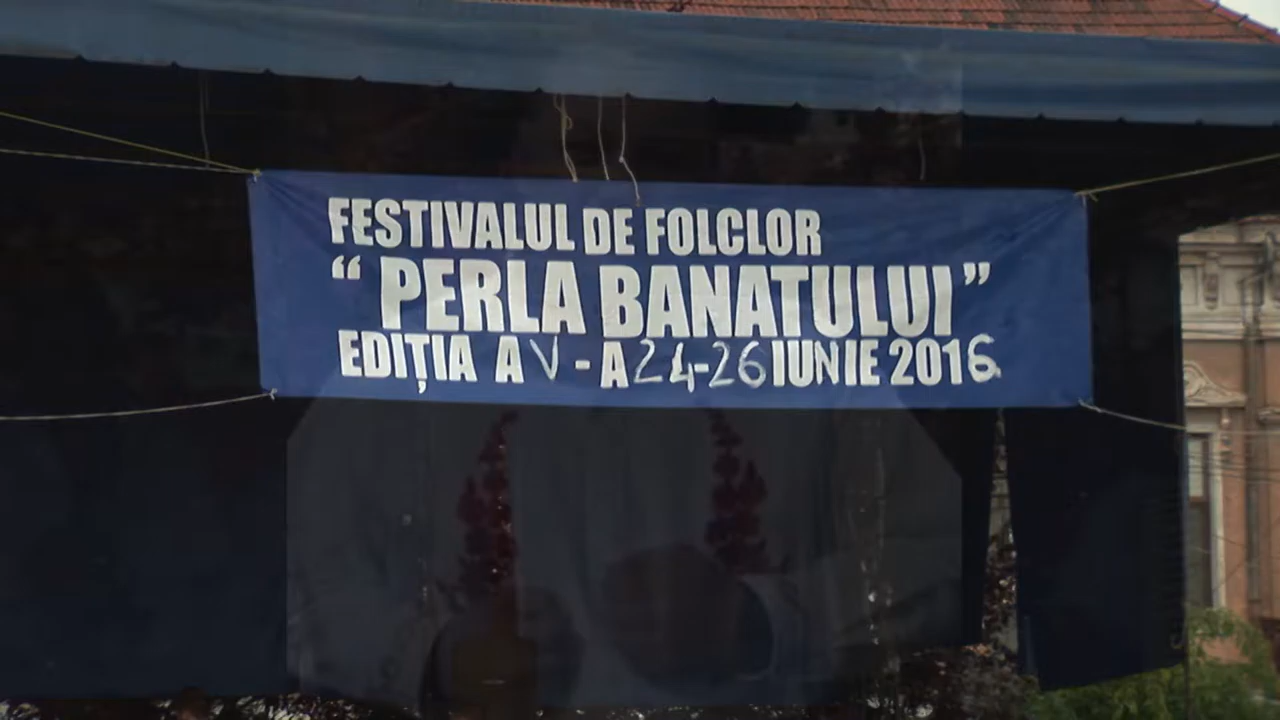 FESTIVALUL DE FOLCLOR
“ PERLA BANATULUI ”
EDIȚIA A V - A 24-26 IUNIE 2016